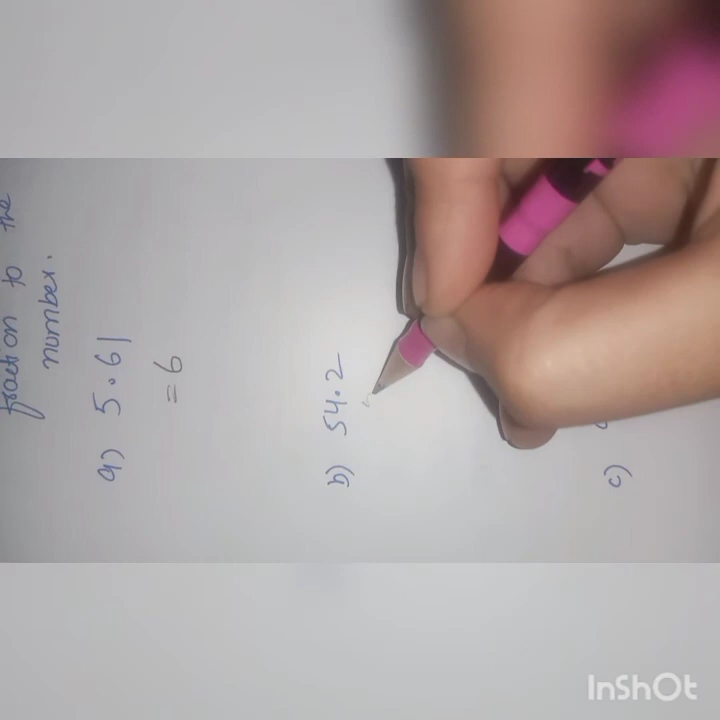 fraction to the
number.
a) 5.61
= 6
b) 54.2
c)
InShOt